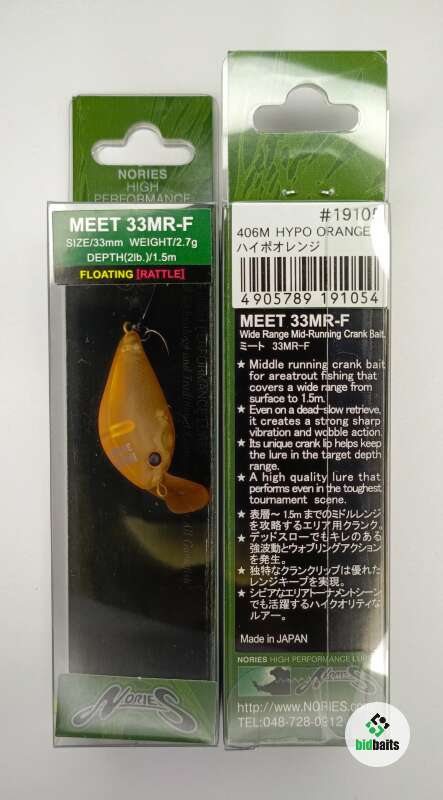 NORIES
HIGH
PERFORMANCE
MEET 33MR-F
SIZE/33mm WEIGHT/2.7g
DEPTH(2lb.)/1.5m
FLOATING [RATTLE]
NORIES
#19105
406M HYPO ORANGE
ハイポオレンジ
4905789 191054
MEET 33MR-F
Wide Range Mid-Running Crank Bait.
ミート 33MR-F
★ Middle running crank bait
for areatrout fishing that
covers a wide range from
surface to 1.5m.
★ Even on a dead-slow retrieve,
it creates a strong sharp
vibration and wobble action.
★ Its unique crank lip helps keep
the lure in the target depth
range.
★ A high quality lure that
performs even in the toughest
tournament scene.
★ 表層〜1.5mまでのミドルレンジ
を攻略するエリア用クランク。
★ デッドスローでもキレのある
強波動とウォブリングアクション
を発生。
★ 独特なクランクリップは優れた
レンジキープを実現。
★ シビアなエリアトーナメントシーン
でも活躍するハイクオリティな
ルアー。
Made in JAPAN
NORIES HIGH PERFORMANCE
http://www.NORIES.
TEL:048-728-0912
bidbaits